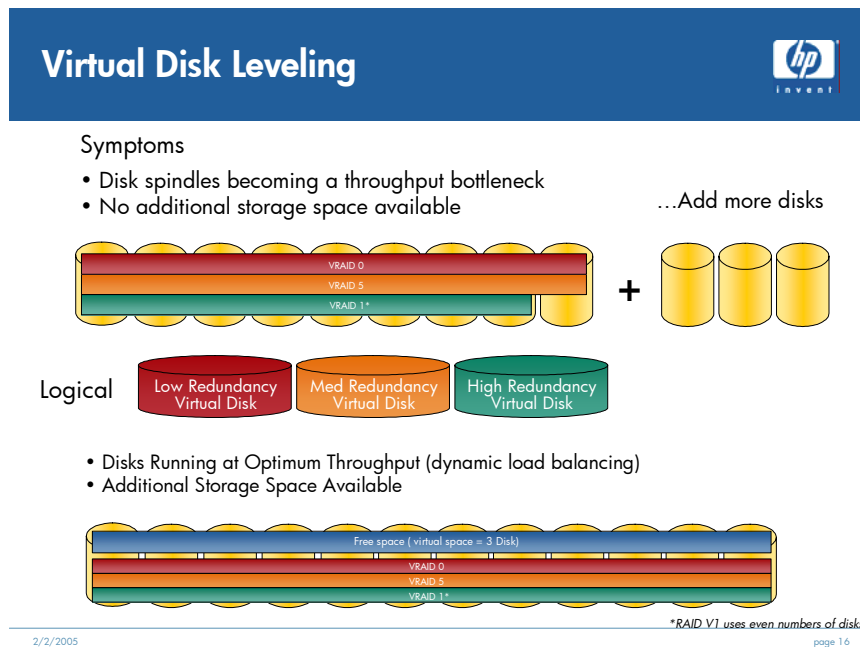 Virtual Disk Leveling
hp
invent
Symptoms
• Disk spindles becoming a throughput bottleneck
• No additional storage space available
...Add more disks
VRAID 0
VRAID 5
VRAID 1*
+
Logical
Low Redundancy
Virtual Disk
Med Redundancy
Virtual Disk
High Redundancy
Virtual Disk
• Disks Running at Optimum Throughput (dynamic load balancing)
• Additional Storage Space Available
Free space ( virtual space = 3 Disk)
VRAID 0
VRAID 5
VRAID 1*
*RAID V1 uses even numbers of disk
2/2/2005
page 16